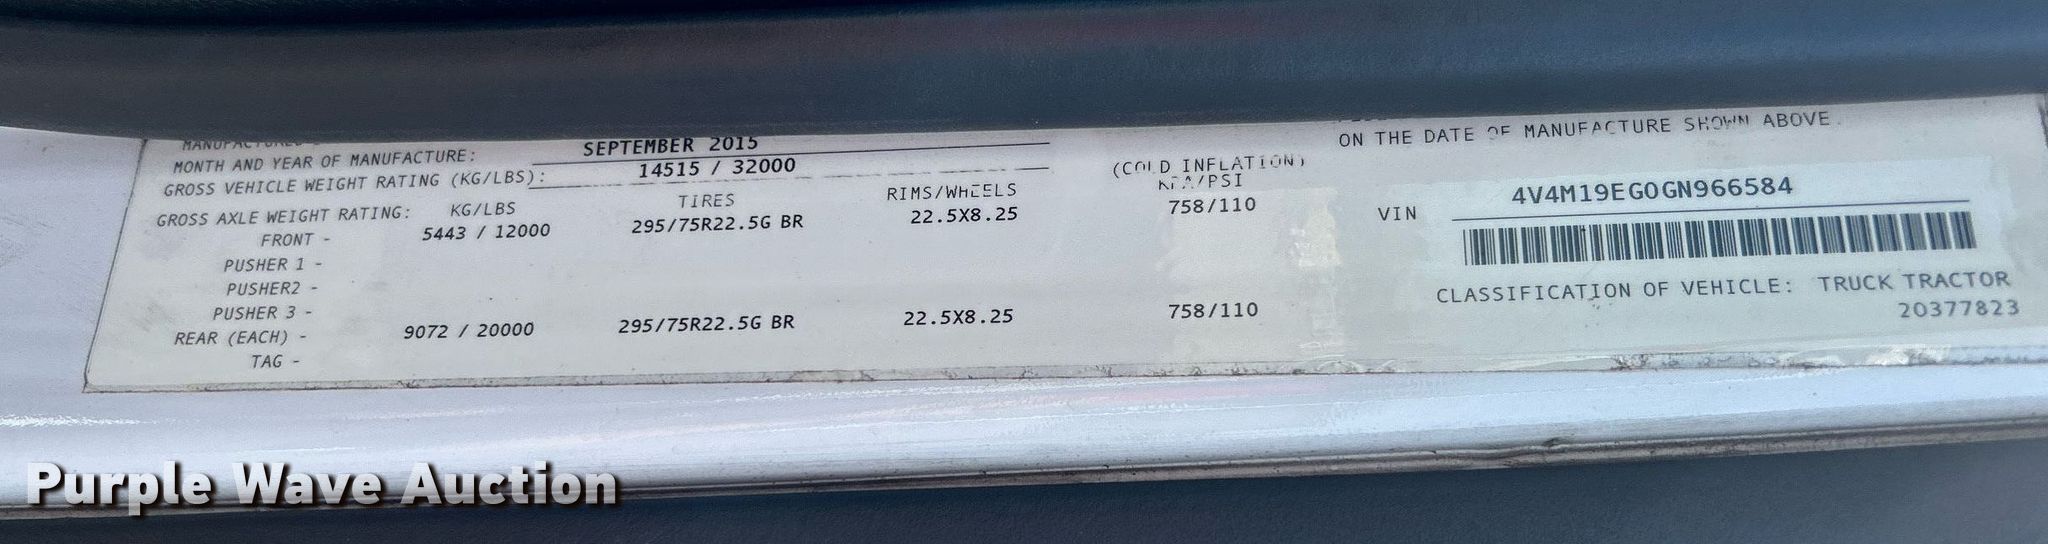 MANUFACTURED
MONTH AND YEAR OF MANUFACTURE: SEPTEMBER 2015
GROSS VEHICLE WEIGHT RATING (KG/LBS): 14515 / 32000
GROSS AXLE WEIGHT RATING: KG/LBS TIRES RIMS/WHEELS (COLD INFLATION) KPA/PSI
FRONT - 5443 / 12000 295/75R22.5G BR 22.5X8.25 758/110
PUSHER 1 -
PUSHER2 -
PUSHER 3 -
REAR (EACH) - 9072 / 20000 295/75R22.5G BR 22.5X8.25 758/110
TAG -
ON THE DATE OF MANUFACTURE SHOWN ABOVE.
VIN 4V4M19EG0GN966584
CLASSIFICATION OF VEHICLE: TRUCK TRACTOR
20377823
Purple Wave Auction